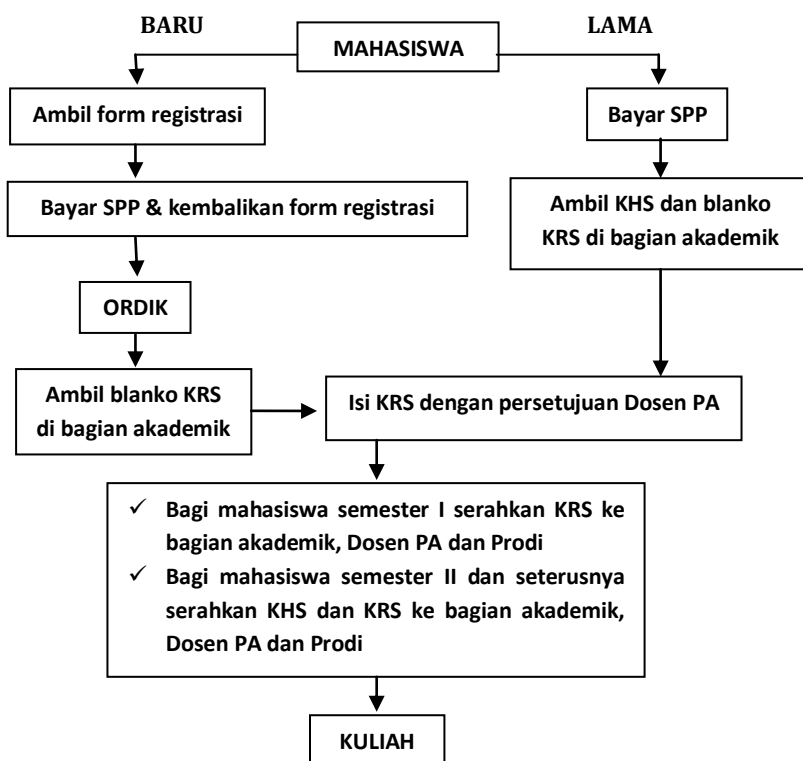 BARU
MAHASISWA
LAMA
Ambil form registrasi
Bayar SPP
Bayar SPP & kembalikan form registrasi
Ambil KHS dan blanko
KRS di bagian akademik
ORDIK
Ambil blanko KRS
di bagian akademik
Isi KRS dengan persetujuan Dosen PA
✓ Bagi mahasiswa semester I serahkan KRS ke
bagian akademik, Dosen PA dan Prodi
✓ Bagi mahasiswa semester II dan seterusnya
serahkan KHS dan KRS ke bagian akademik,
Dosen PA dan Prodi
KULIAH